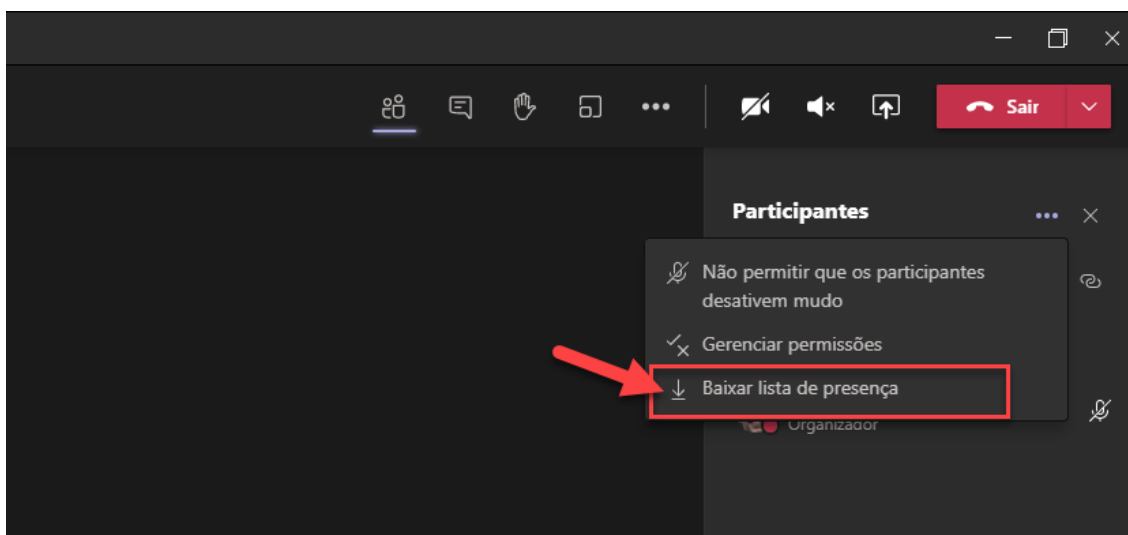 Sair
Participantes
Não permitir que os participantes
desativem mudo
Gerenciar permissões
Baixar lista de presença
Organizador